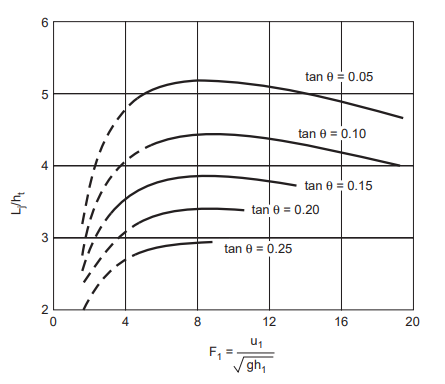 6
5
4
3
2
Lj/ht
tan θ = 0.05
tan θ = 0.10
tan θ = 0.15
tan θ = 0.20
tan θ = 0.25
0 4 8 12 16 20
F₁ = u₁ / √gh₁